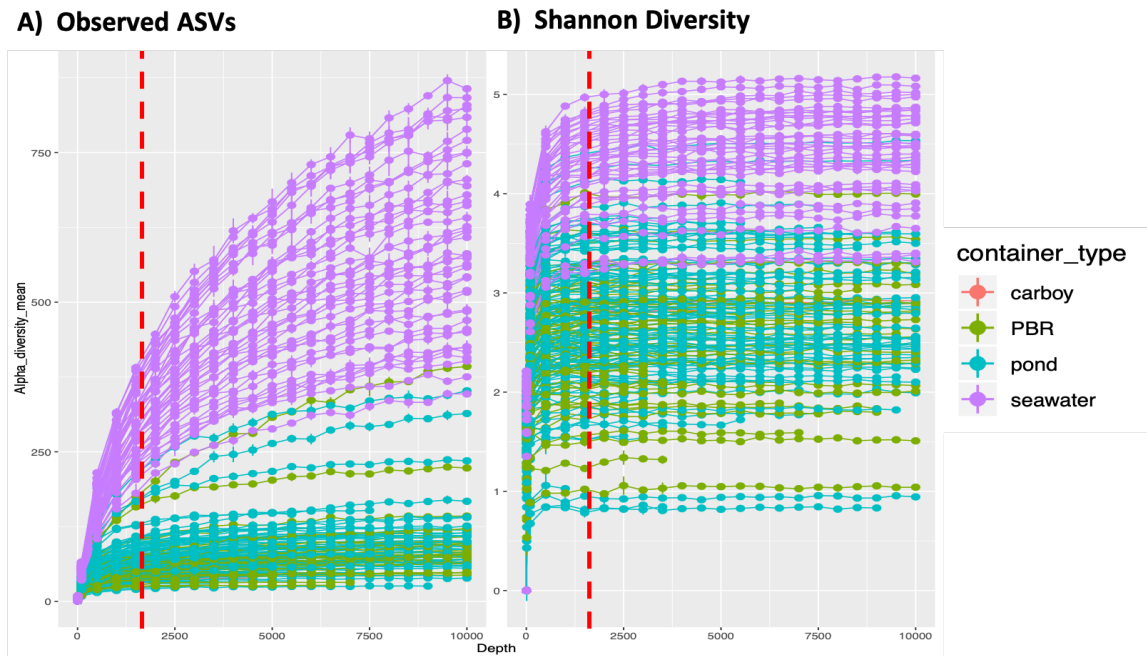 A) Observed ASVs
B) Shannon Diversity
Alpha_diversity_mean
750
500
250
0
5
4
3
2
1
0
0
2500
5000
7500
10000
0
2500
5000
7500
10000
Depth
container_type
carboy
PBR
pond
seawater